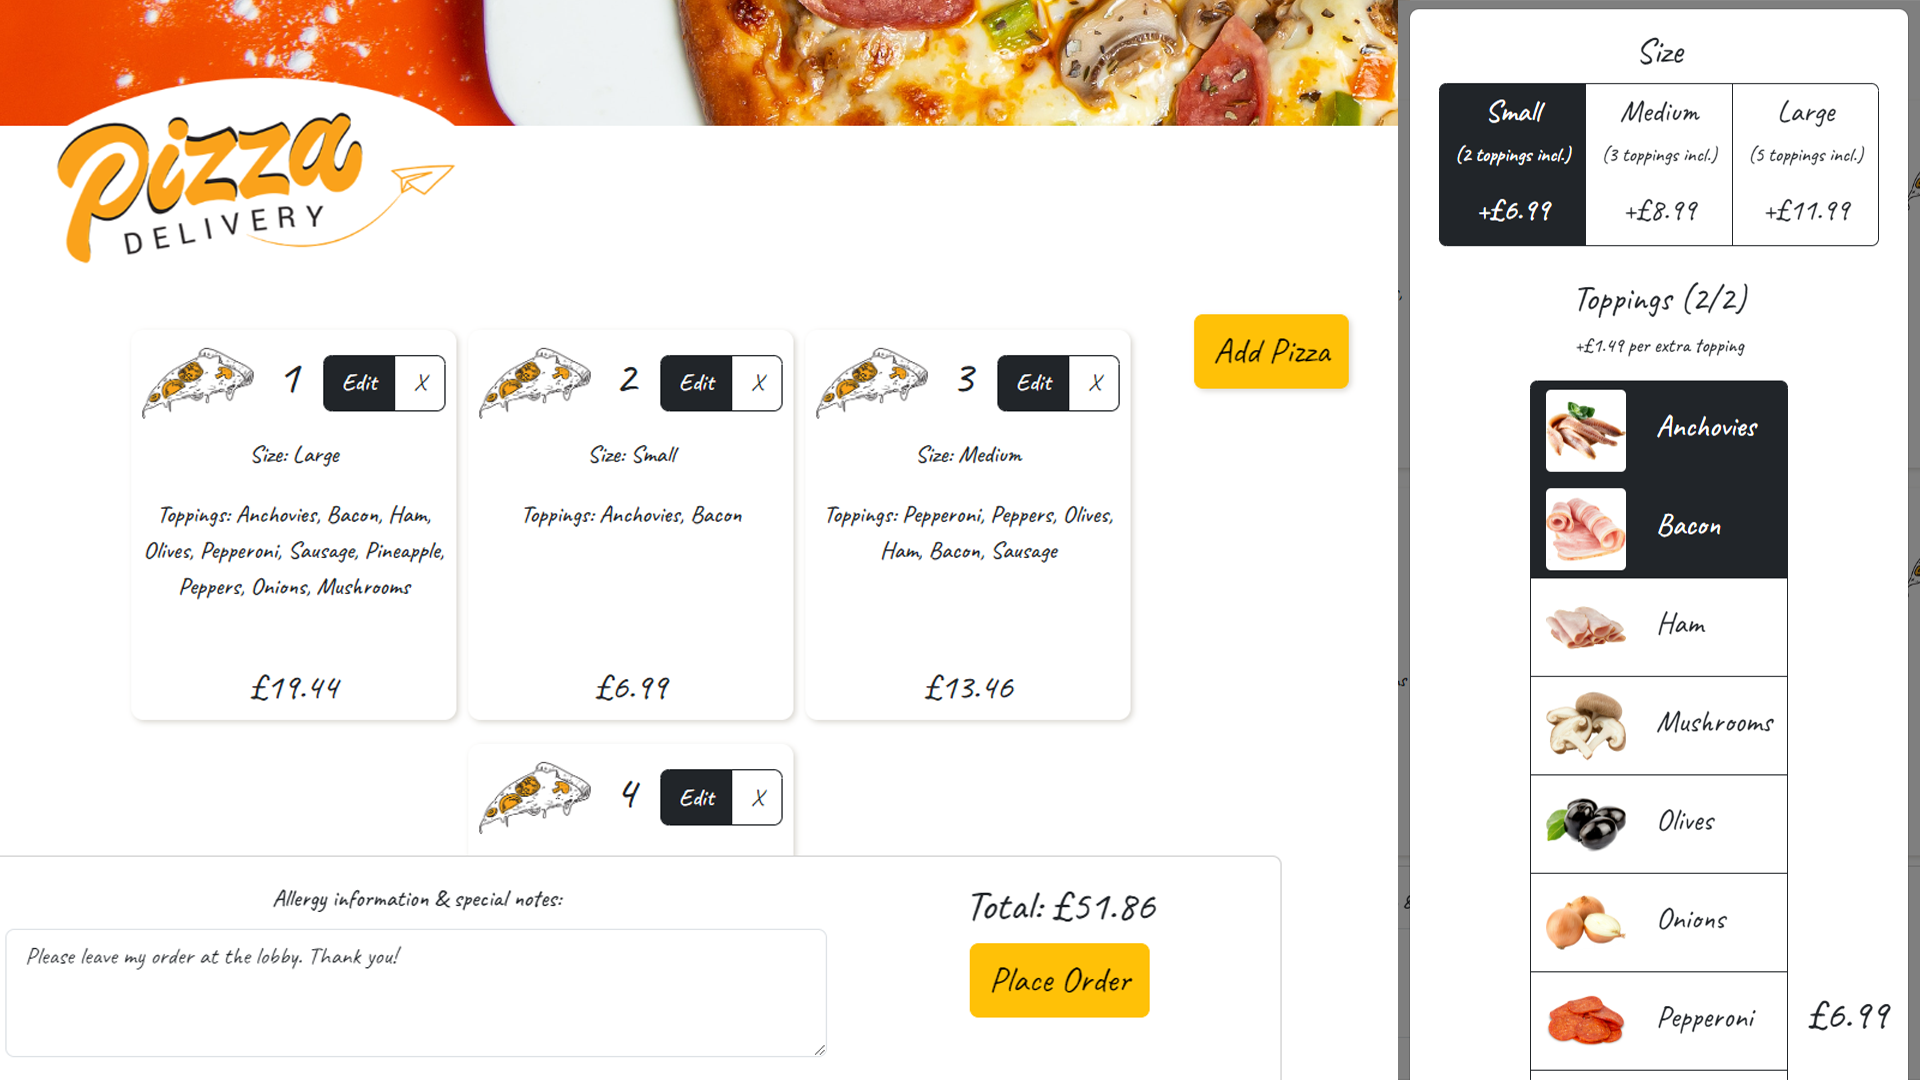 Pizza
DELIVERY
Add Pizza
1 Edit X
Size: Large
Toppings: Anchovies, Bacon, Ham,
Olives, Pepperoni, Sausage, Pineapple,
Peppers, Onions, Mushrooms
£19.44
2 Edit X
Size: Small
Toppings: Anchovies, Bacon
£6.99
3 Edit X
Size: Medium
Toppings: Pepperoni, Peppers, Olives,
Ham, Bacon, Sausage
£13.46
4 Edit X
Allergy information & special notes:
Please leave my order at the lobby. Thank you!
Total: £51.86
Place Order
Size
Small
(2 toppings incl.)
+£6.99
Medium
(3 toppings incl.)
+£8.99
Large
(5 toppings incl.)
+£11.99
Toppings (2/2)
+£1.49 per extra topping
Anchovies
Bacon
Ham
Mushrooms
Olives
Onions
Pepperoni
£6.99